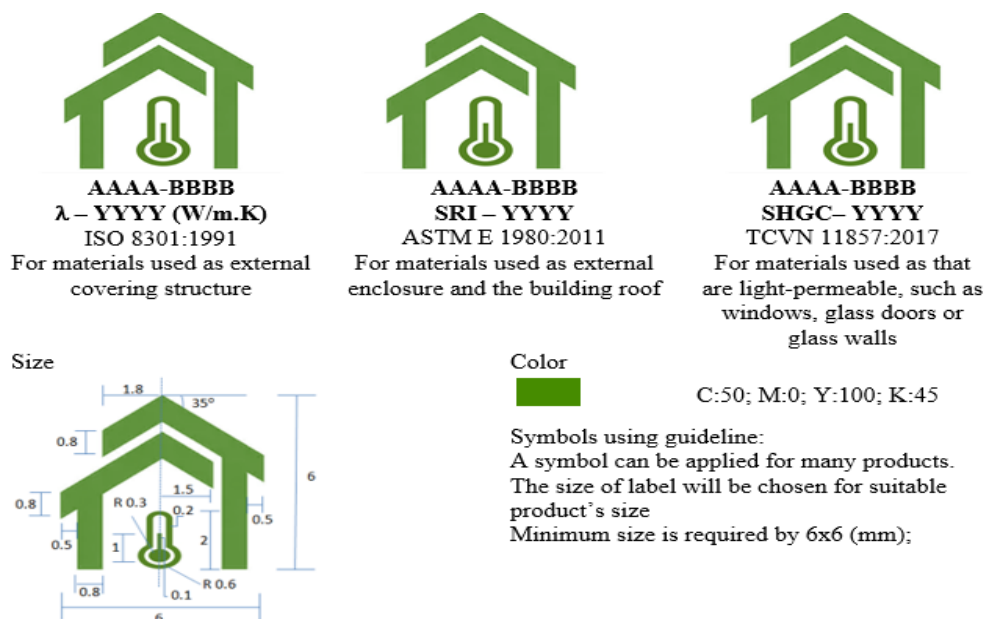 AAAA-BBBB
λ – YYYY (W/m.K)
ISO 8301:1991
For materials used as external
covering structure
AAAA-BBBB
SRI – YYYY
ASTM E 1980:2011
For materials used as external
enclosure and the building roof
AAAA-BBBB
SHGC– YYYY
TCVN 11857:2017
For materials used as that
are light-permeable, such as
windows, glass doors or
glass walls
Size
1.8
35°
0.8
6
1.5
R 0.3
0.2
0.8
0.5
0.5
1
2
0.8
R 0.6
0.1
6
Color
C:50; M:0; Y:100; K:45
Symbols using guideline:
A symbol can be applied for many products.
The size of label will be chosen for suitable
product’s size
Minimum size is required by 6x6 (mm);